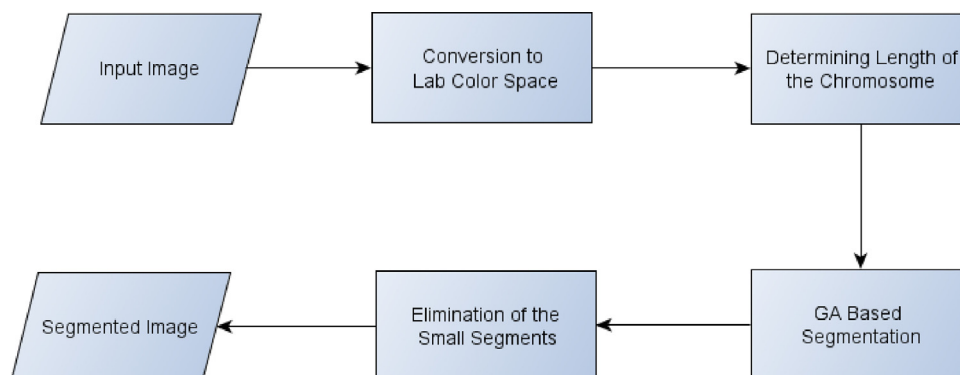 Input Image
Conversion to
Lab Color Space
Determining Length of
the Chromosome
GA Based
Segmentation
Elimination of the
Small Segments
Segmented Image